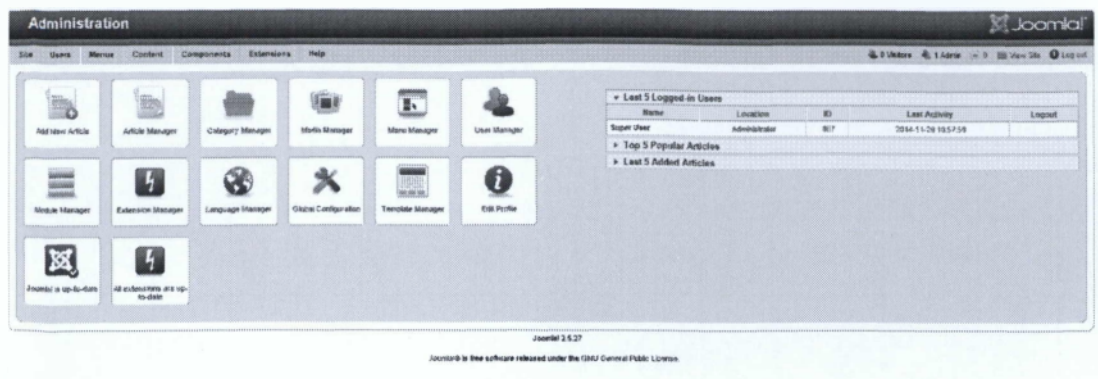 Administration
Joomla!
Site Users Menus Content Components Extensions Help
0 Visitors 1 Admin 0 View Site Log out
Add New Article Article Manager Category Manager Media Manager Menu Manager User Manager
Last 5 Logged-in Users
Name Location ID Last Activity Logout
Super User Administrator 2014-11-28 10:57:59
Top 5 Popular Articles
Last 5 Added Articles
Module Manager Extension Manager Language Manager Global Configuration Template Manager Edit Profile
Joomla! is up-to-date All extensions are up-
to-date
Joomla! 2.5.27
Joomla!® is free software released under the GNU General Public License.